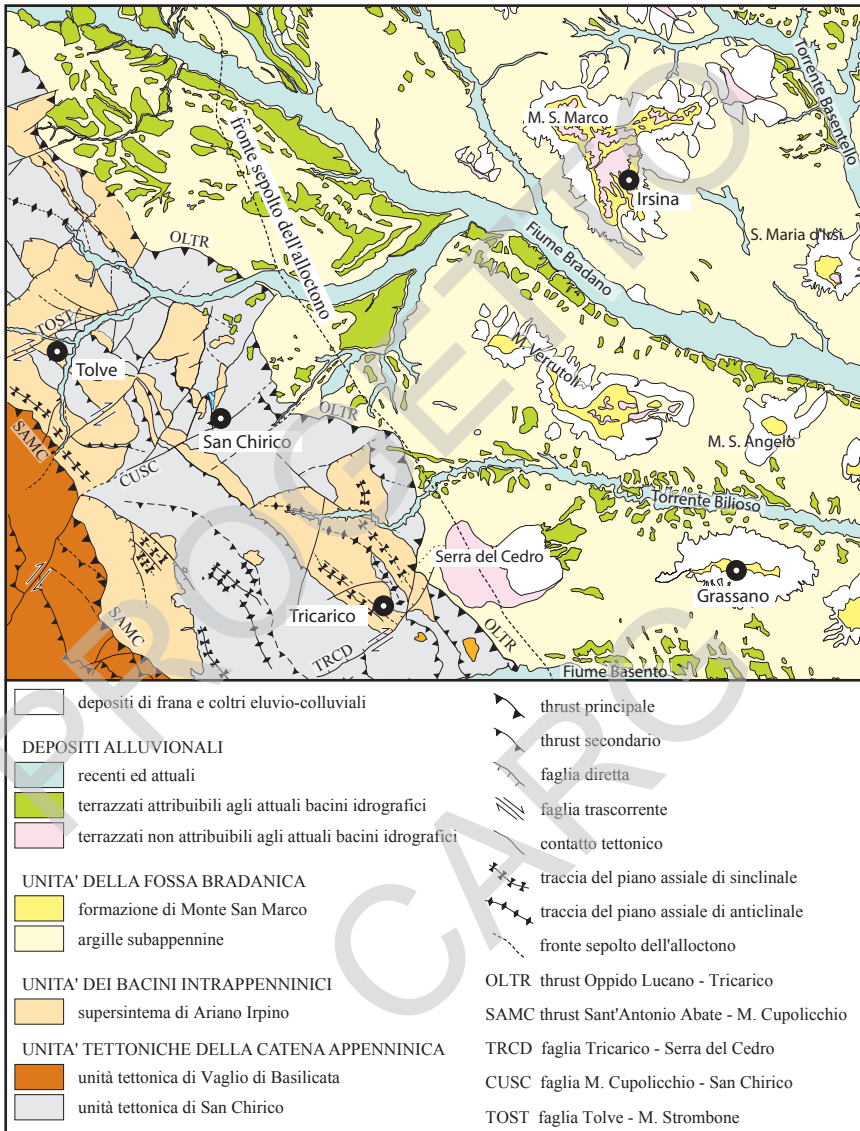 M. S. Marco
Torrente Basentello
Irsina
fronte sepolto dell'alloctono
OLTR
Fiume Bradano
S. Maria d'Irsi
TOST
Tolve
M. Verrutoli
San Chirico
OLTR
SAMC
CUSC
M. S. Angelo
Torrente Bilioso
Serra del Cedro
Grassano
Tricarico
SAMC
TRCD
OLTR
Fiume Basento
depositi di frana e coltri eluvio-colluviali
DEPOSITI ALLUVIONALI
recenti ed attuali
terrazzati attribuibili agli attuali bacini idrografici
terrazzati non attribuibili agli attuali bacini idrografici
UNITA' DELLA FOSSA BRADANICA
formazione di Monte San Marco
argille subappennine
UNITA' DEI BACINI INTRAPPENNINICI
supersintema di Ariano Irpino
UNITA' TETTONICHE DELLA CATENA APPENNINICA
unità tettonica di Vaglio di Basilicata
unità tettonica di San Chirico
thrust principale
thrust secondario
faglia diretta
faglia trascorrente
contatto tettonico
traccia del piano assiale di sinclinale
traccia del piano assiale di anticlinale
fronte sepolto dell'alloctono
OLTR thrust Oppido Lucano - Tricarico
SAMC thrust Sant'Antonio Abate - M. Cupolicchio
TRCD faglia Tricarico - Serra del Cedro
CUSC faglia M. Cupolicchio - San Chirico
TOST faglia Tolve - M. Strombone
PROGETTO
CARG